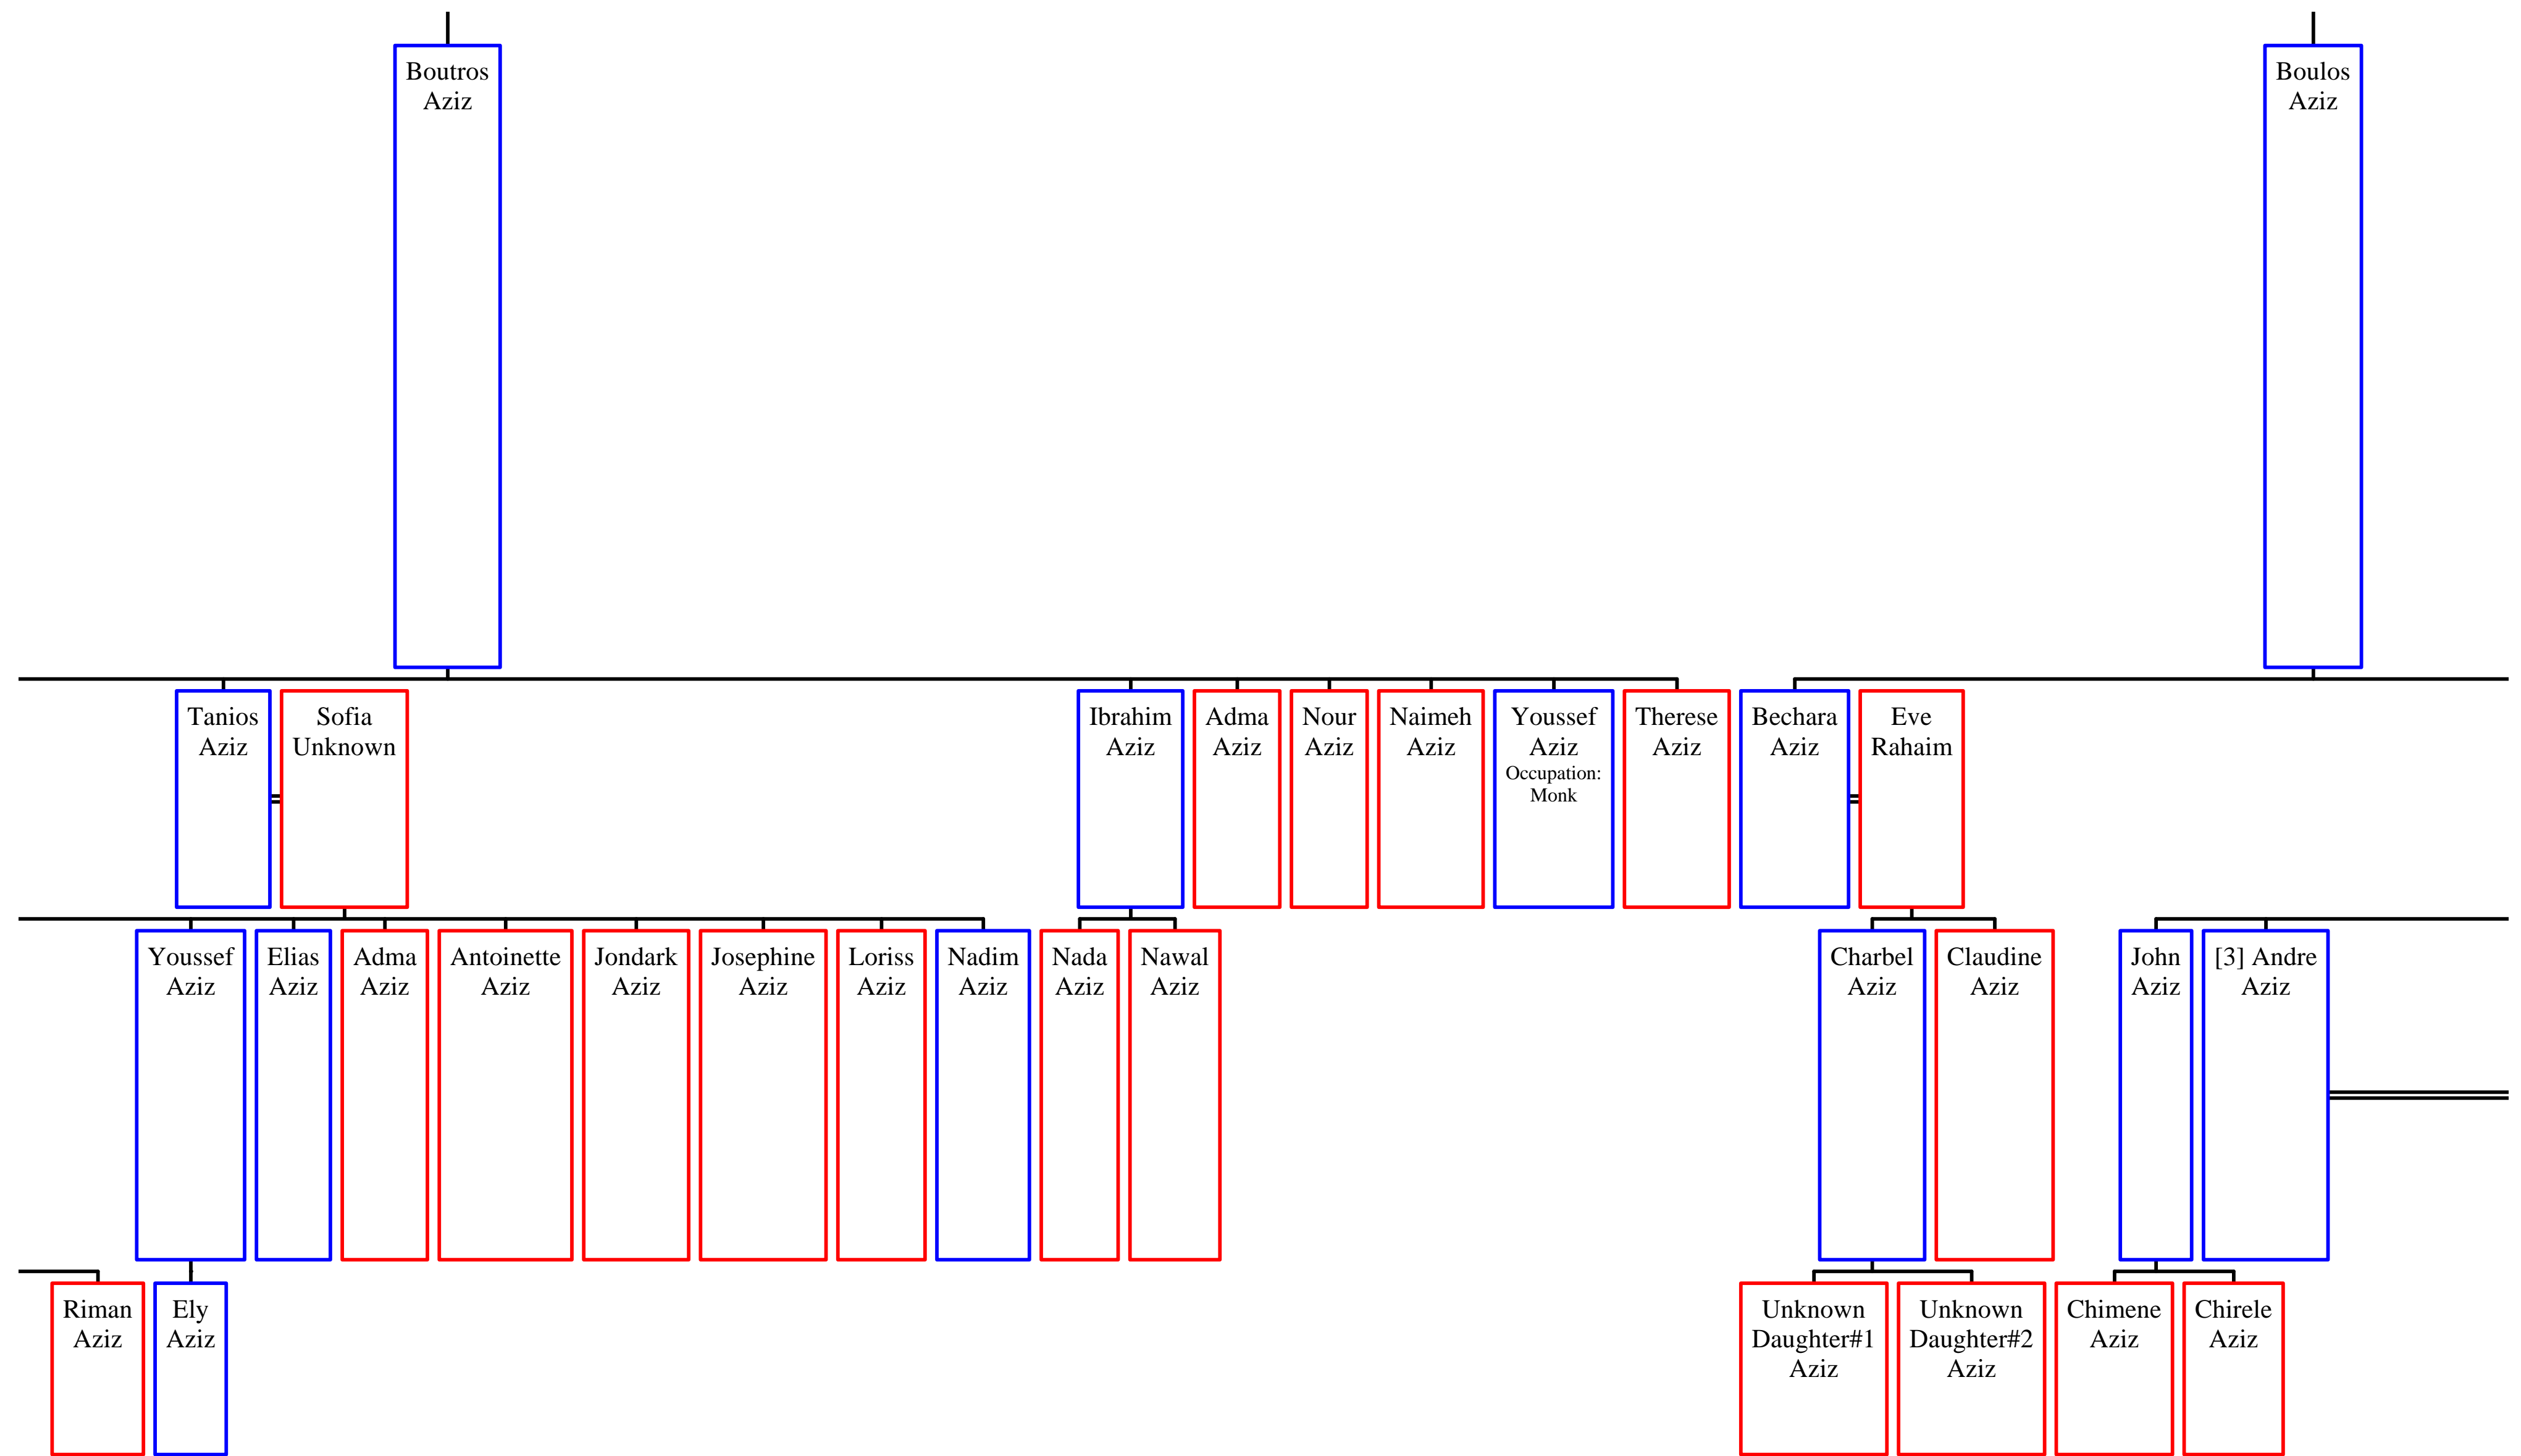 Boutros
Aziz
Boulos
Aziz
Tanios
Aziz
Sofia
Unknown
Ibrahim
Aziz
Adma
Aziz
Nour
Aziz
Naimeh
Aziz
Youssef
Aziz
Occupation:
Monk
Therese
Aziz
Bechara
Aziz
Eve
Rahaim
Youssef
Aziz
Elias
Aziz
Adma
Aziz
Antoinette
Aziz
Jondark
Aziz
Josephine
Aziz
Loriss
Aziz
Nadim
Aziz
Nada
Aziz
Nawal
Aziz
Charbel
Aziz
Claudine
Aziz
John
Aziz
[3] Andre
Aziz
Riman
Aziz
Ely
Aziz
Unknown
Daughter#1
Aziz
Unknown
Daughter#2
Aziz
Chimene
Aziz
Chirele
Aziz